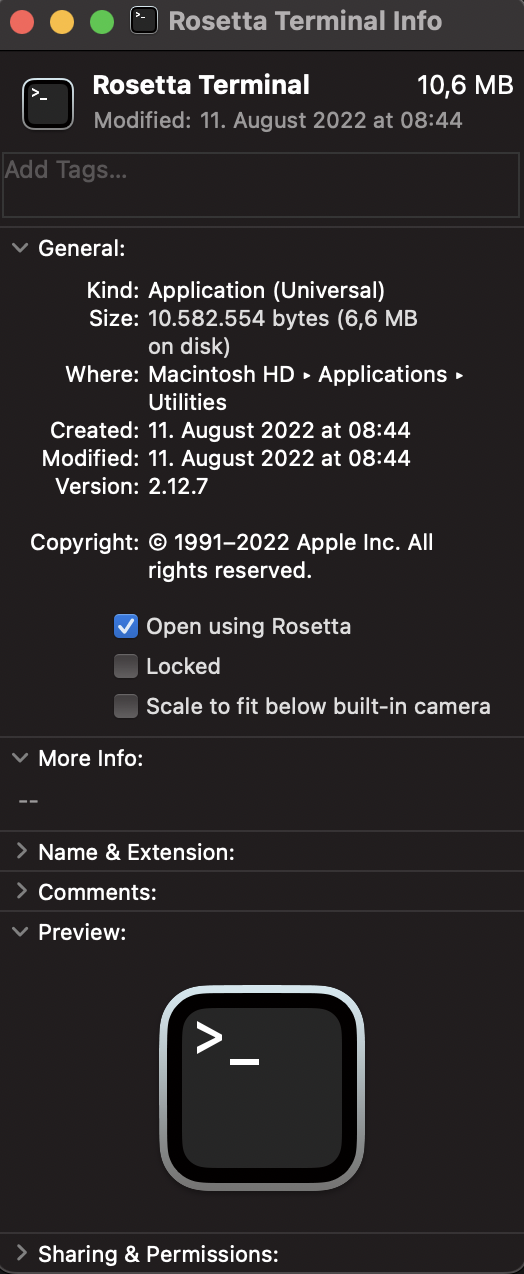 Rosetta Terminal Info
Rosetta Terminal 10,6 MB
Modified: 11. August 2022 at 08:44
Add Tags...
General:
Kind: Application (Universal)
Size: 10.582.554 bytes (6,6 MB
on disk)
Where: Macintosh HD ▸ Applications ▸
Utilities
Created: 11. August 2022 at 08:44
Modified: 11. August 2022 at 08:44
Version: 2.12.7
Copyright: © 1991–2022 Apple Inc. All
rights reserved.
Open using Rosetta
Locked
Scale to fit below built-in camera
More Info:
--
Name & Extension:
Comments:
Preview:
>_
Sharing & Permissions: